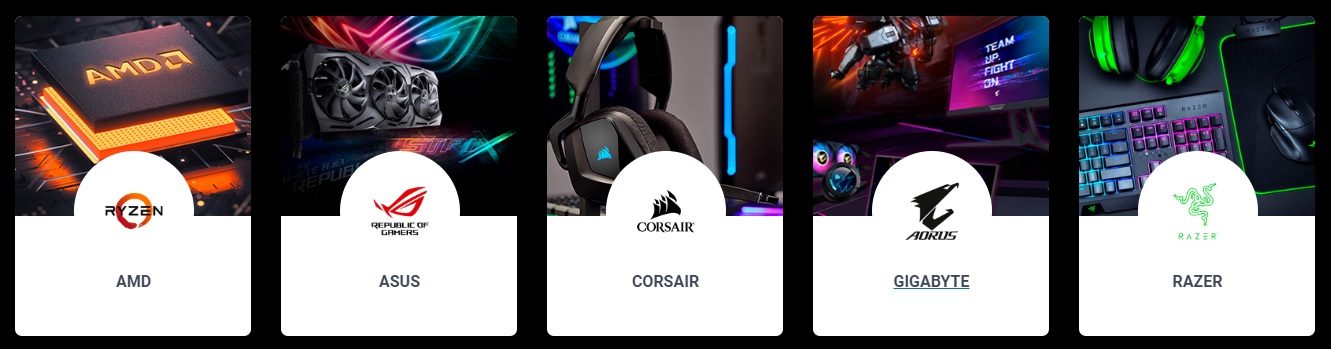 AMD
RYZEN
AMD
STRIX
REPUBLIC OF
GAMERS
ASUS
CORSAIR
CORSAIR
TEAM
UP.
FIGHT
ON.
AORUS
GIGABYTE
RAZER
RAZER
RAZER